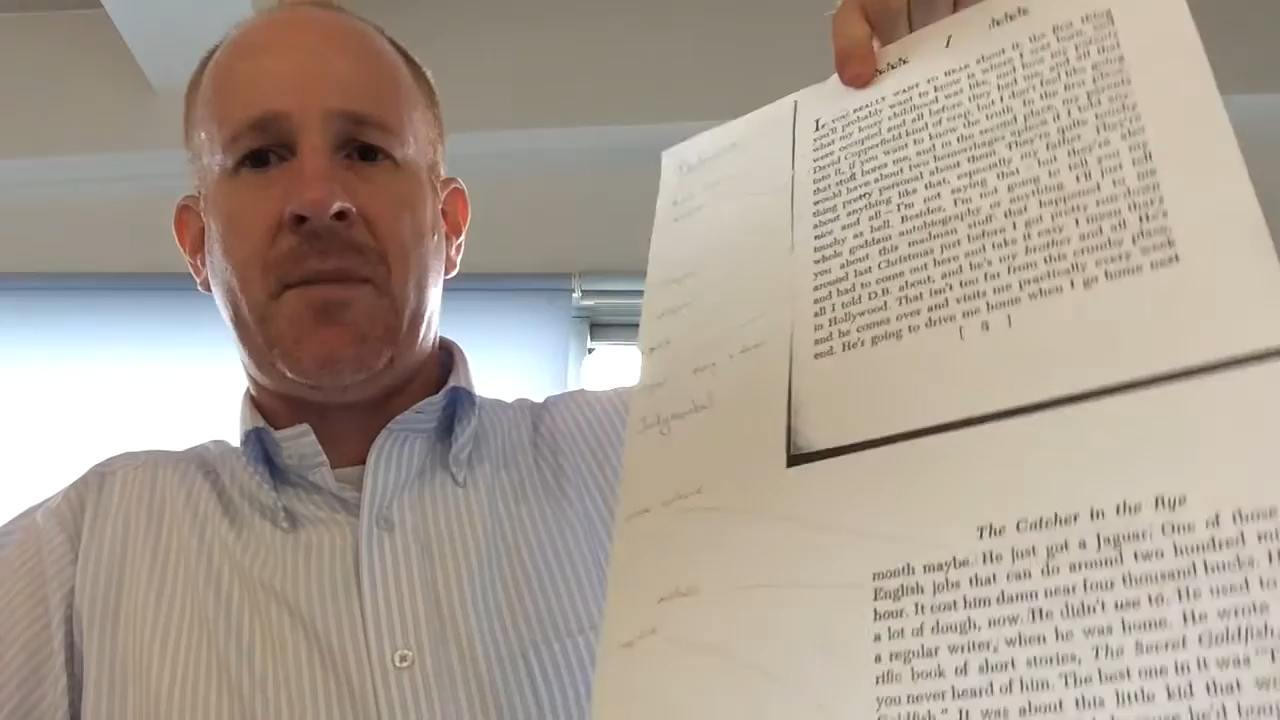 1
IF YOU REALLY WANT TO HEAR about it, the first thing
you'll probably want to know is where I was born, and
what my lousy childhood was like, and how my parents
were occupied and all before they had me, and all that
David Copperfield kind of crap, but I don't feel like going
into it, if you want to know the truth. In the first place,
that stuff bores me, and in the second place, my parents
would have about two hemorrhages apiece if I told any-
thing pretty personal about them. They're quite touchy
about anything like that, especially my father. They're
nice and all—I'm not saying that—but they're also
touchy as hell. Besides, I'm not going to tell you my
whole goddam autobiography or anything. I'll just tell
you about this madman stuff that happened to me
around last Christmas just before I got pretty run-down
and had to come out here and take it easy. I mean that's
all I told D.B. about, and he's my brother and all. He's
in Hollywood. That isn't too far from this crumby place,
and he comes over and visits me practically every week
end. He's going to drive me home when I go home next
Judgmental
The Catcher in the Rye
month maybe. He just got a Jaguar. One of those
English jobs that can do around two hundred mi
hour. It cost him damn near four thousand bucks. H
a lot of dough, now. He didn't use to. He used to
a regular writer, when he was home. He wrote
rific book of short stories, The Secret Goldfish,
you never heard of him. The best one in it was "T
Goldfish." It was about this little kid that w